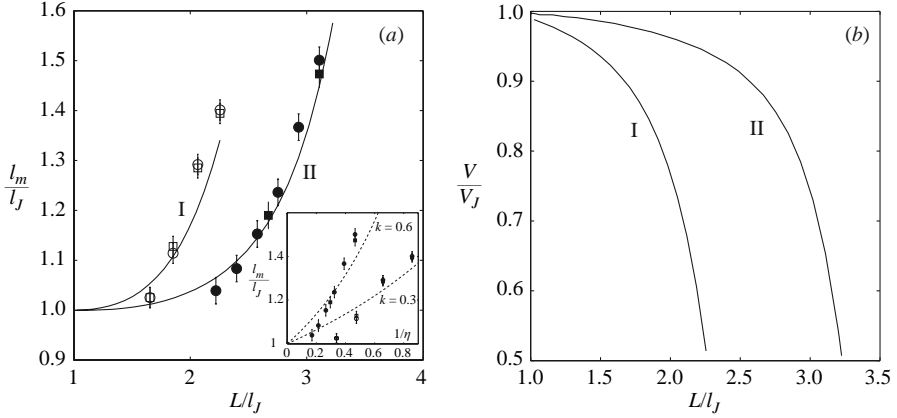 1.6
1.5
1.4
1.3
1.2
1.1
1.0
0.9
l_m
l_J
(a)
I
II
1 2 3 4
L/l_J
k = 0.6
k = 0.3
l_m
l_J
1.4
1.2
1
0 0.2 0.4 0.6 0.8
1/η
1.0
0.9
0.8
0.7
0.6
0.5
V
V_J
(b)
I
II
1.0 1.5 2.0 2.5 3.0 3.5
L/l_J